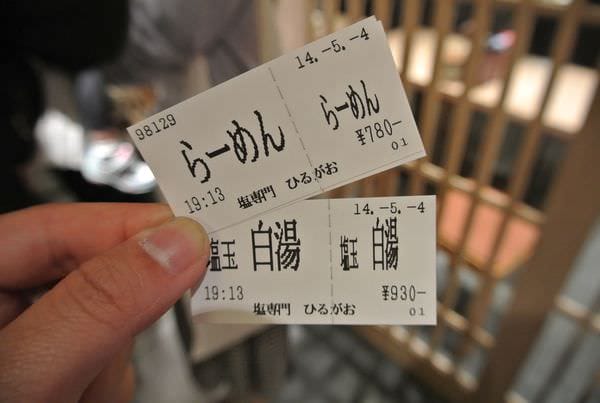 98129 14.-5.-4
らーめん らーめん
¥780-
19:13 塩専門 ひるがお 01
14.-5.-4
塩玉 白湯 塩玉 白湯
19:13 ¥930-
塩専門 ひるがお 01